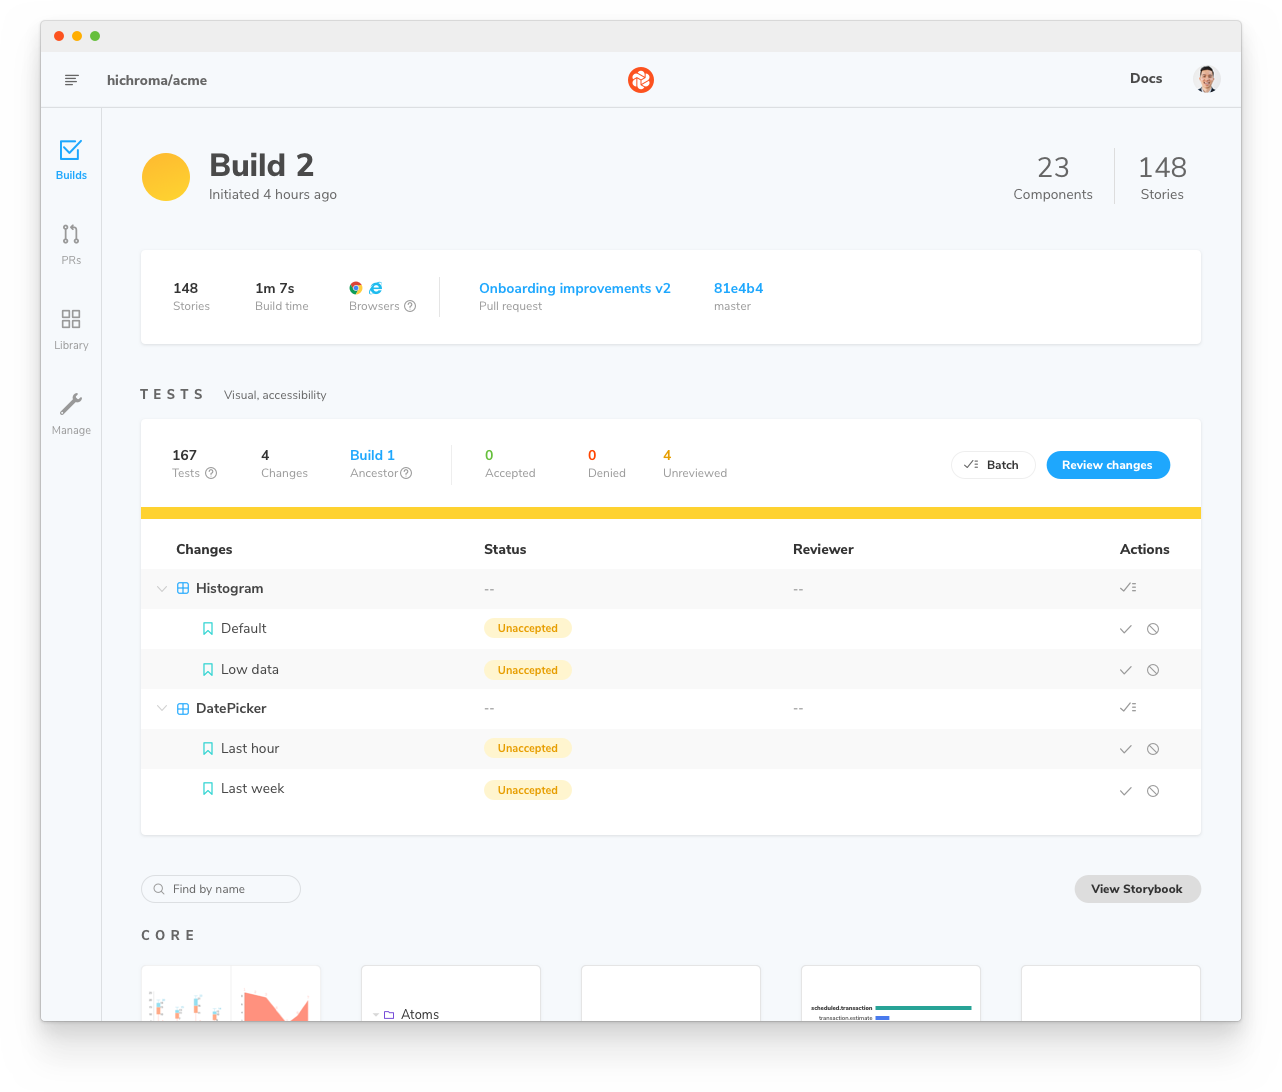 hichroma/acme
Docs
Builds
PRs
Library
Manage
Build 2
Initiated 4 hours ago
23
Components
148
Stories
148
Stories
1m 7s
Build time
Browsers
Onboarding improvements v2
Pull request
81e4b4
master
TESTS Visual, accessibility
167
Tests
4
Changes
Build 1
Ancestor
0
Accepted
0
Denied
4
Unreviewed
Batch
Review changes
Changes Status Reviewer Actions
Histogram -- --
Default Unaccepted
Low data Unaccepted
DatePicker -- --
Last hour Unaccepted
Last week Unaccepted
Find by name
View Storybook
CORE
Atoms
scheduled.transaction
transaction.estimate